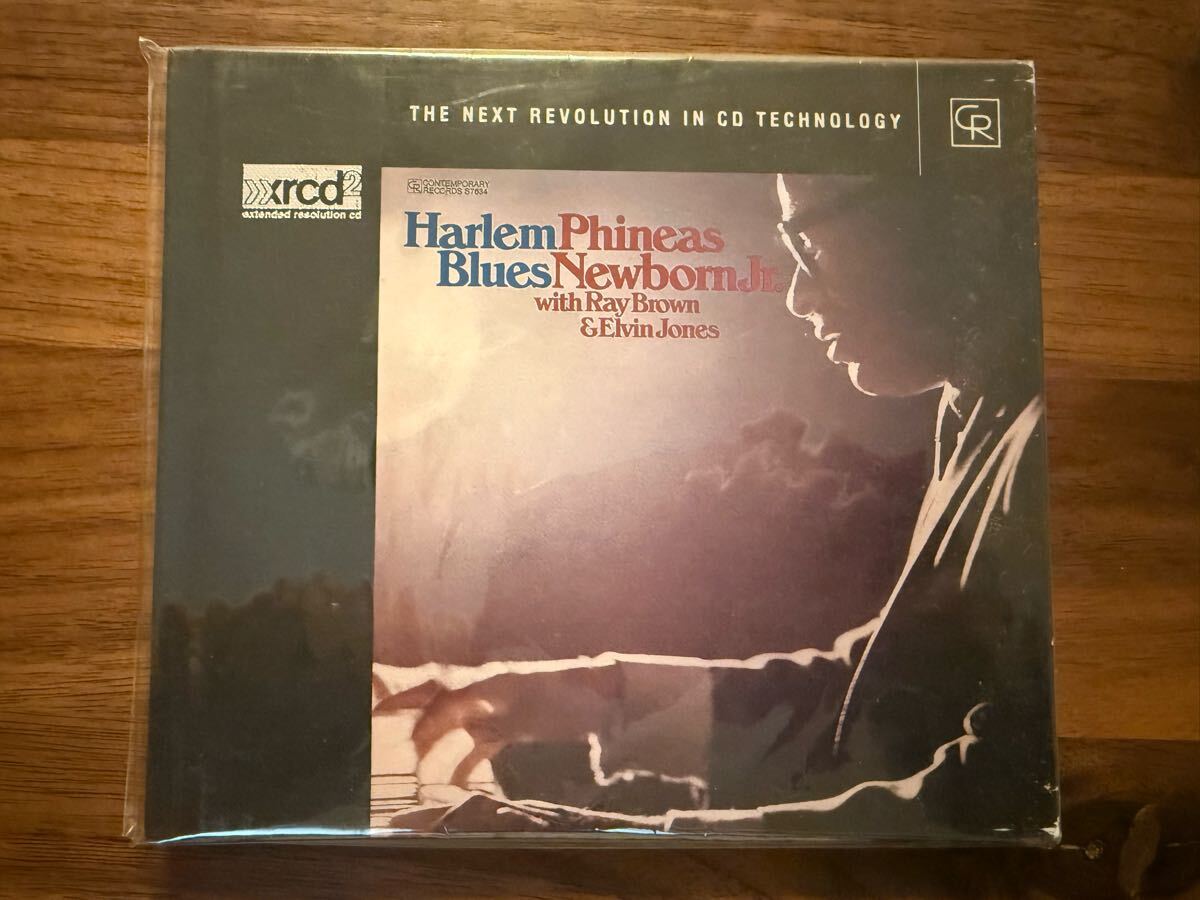 THE NEXT REVOLUTION IN CD TECHNOLOGY
CR
xrcd2
extended resolution cd
CR CONTEMPORARY
RECORDS S7634
Harlem Phineas
Blues Newborn Jr.
with Ray Brown
& Elvin Jones